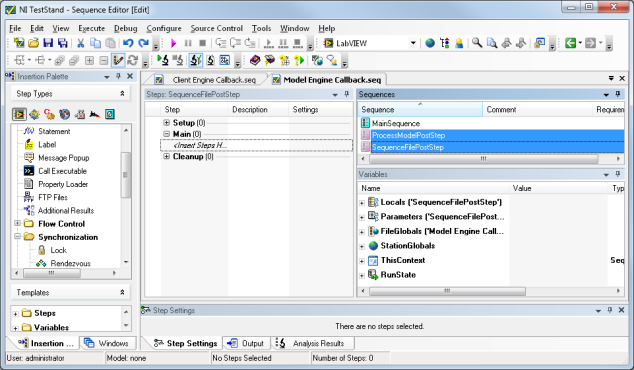 NI TestStand - Sequence Editor [Edit]
File Edit View Execute Debug Configure Source Control Tools Window Help
LabVIEW
Insertion Palette
Client Engine Callback.seq
Model Engine Callback.seq
Step Types
Steps: SequenceFilePostStep
Sequences
Step Description Settings
Sequence Comment Requirem
Setup (0)
MainSequence
Main (0)
ProcessModelPostStep
<Insert Steps H...
SequenceFilePostStep
Cleanup (0)
f(x) Statement
Label
Message Popup
Call Executable
Property Loader
FTP Files
Additional Results
Flow Control
Synchronization
Lock
Rendezvous
Variables
Name Value Typ
Locals ('SequenceFilePostStep')
Parameters ('SequenceFilePost...
FileGlobals ('Model Engine Call...
StationGlobals
ThisContext Seq
RunState
Templates
Steps
Variables
Step Settings
There are no steps selected.
Insertion ...
Windows
Step Settings
Output
Analysis Results
User: administrator
Model: none
No Steps Selected
Number of Steps: 0